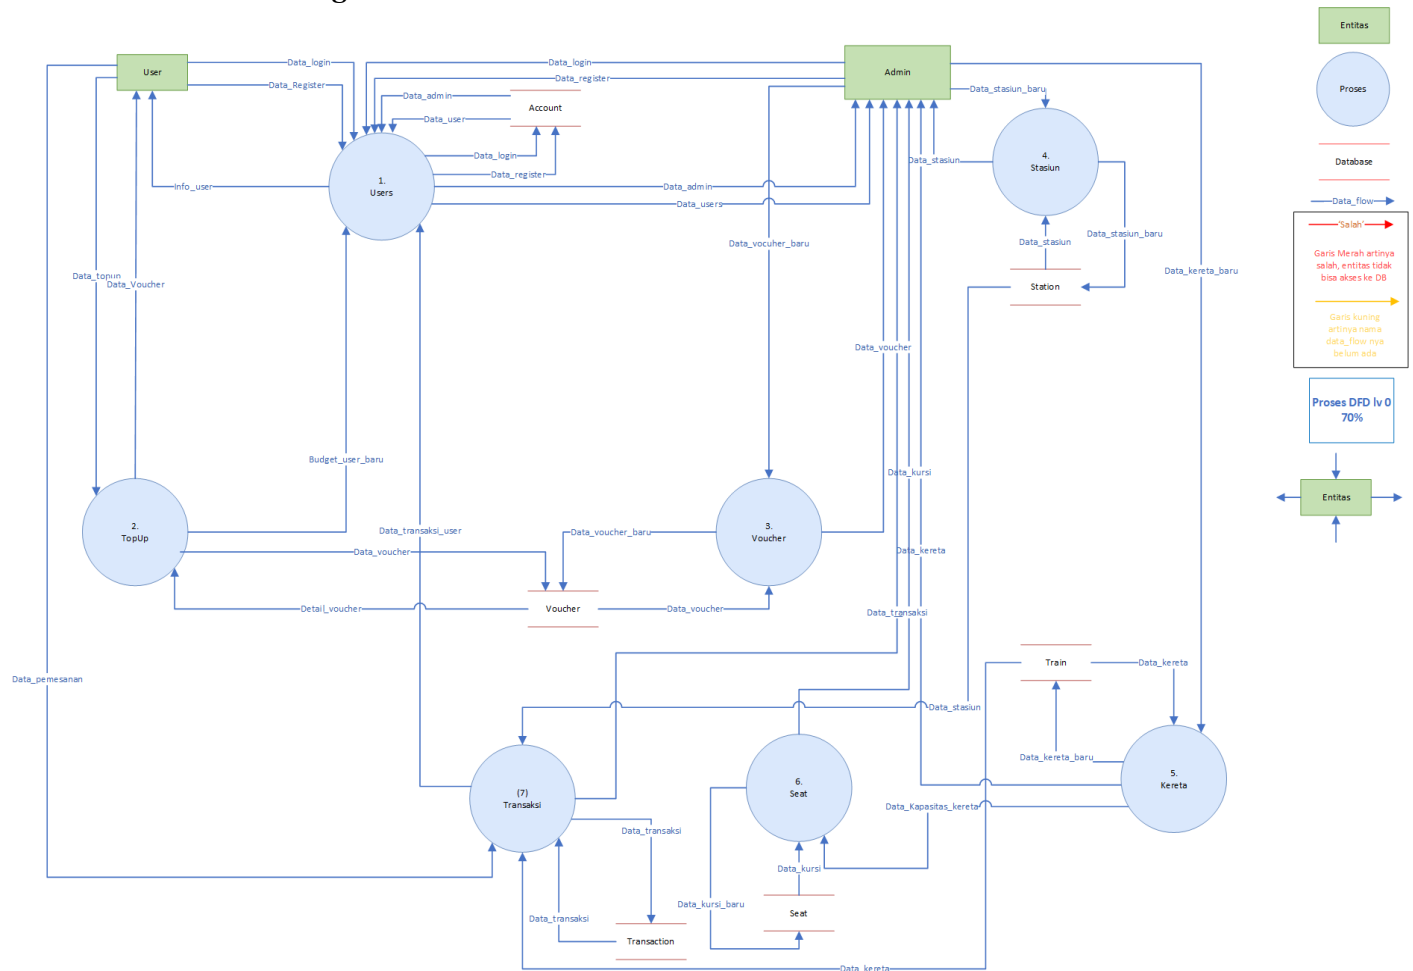 User
Data_login
Data_Register
Data_login
Data_register
Data_admin
Account
Data_user
Data_login
Data_register
Admin
Data_stasiun_baru
4.
Stasiun
Data_stasiun
1.
Users
Info_user
Data_admin
Data_users
Data_vocuher_baru
Data_stasiun
Data_stasiun_baru
Station
Data_kereta_baru
Data_topup
Data_Voucher
Data_voucher
Budget_user_baru
Data_kursi
2.
TopUp
Data_transaksi_user
Data_voucher
Data_voucher_baru
3.
Voucher
Data_kereta
Detail_voucher
Voucher
Data_voucher
Data_transaksi
Data_pemesanan
Train
Data_kereta
Data_stasiun
Data_kereta_baru
5.
Kereta
(7)
Transaksi
6.
Seat
Data_Kapasitas_kereta
Data_transaksi
Data_kursi
Data_kursi_baru
Seat
Data_transaksi
Transaction
Data_kereta
Entitas
Proses
Database
Data_flow
'Salah'
Garis Merah artinya
salah, entitas tidak
bisa akses ke DB
Garis kuning
artinya nama
data_flow nya
belum ada
Proses DFD lv 0
70%
Entitas